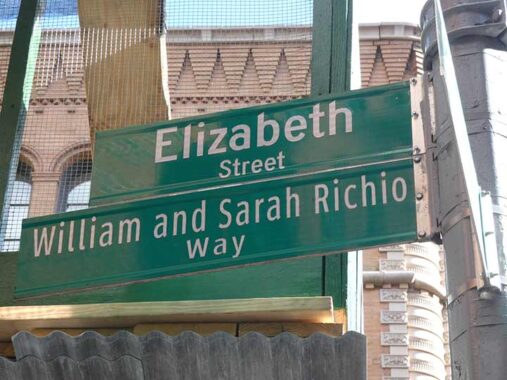 Elizabeth
Street
William and Sarah Richio
Way